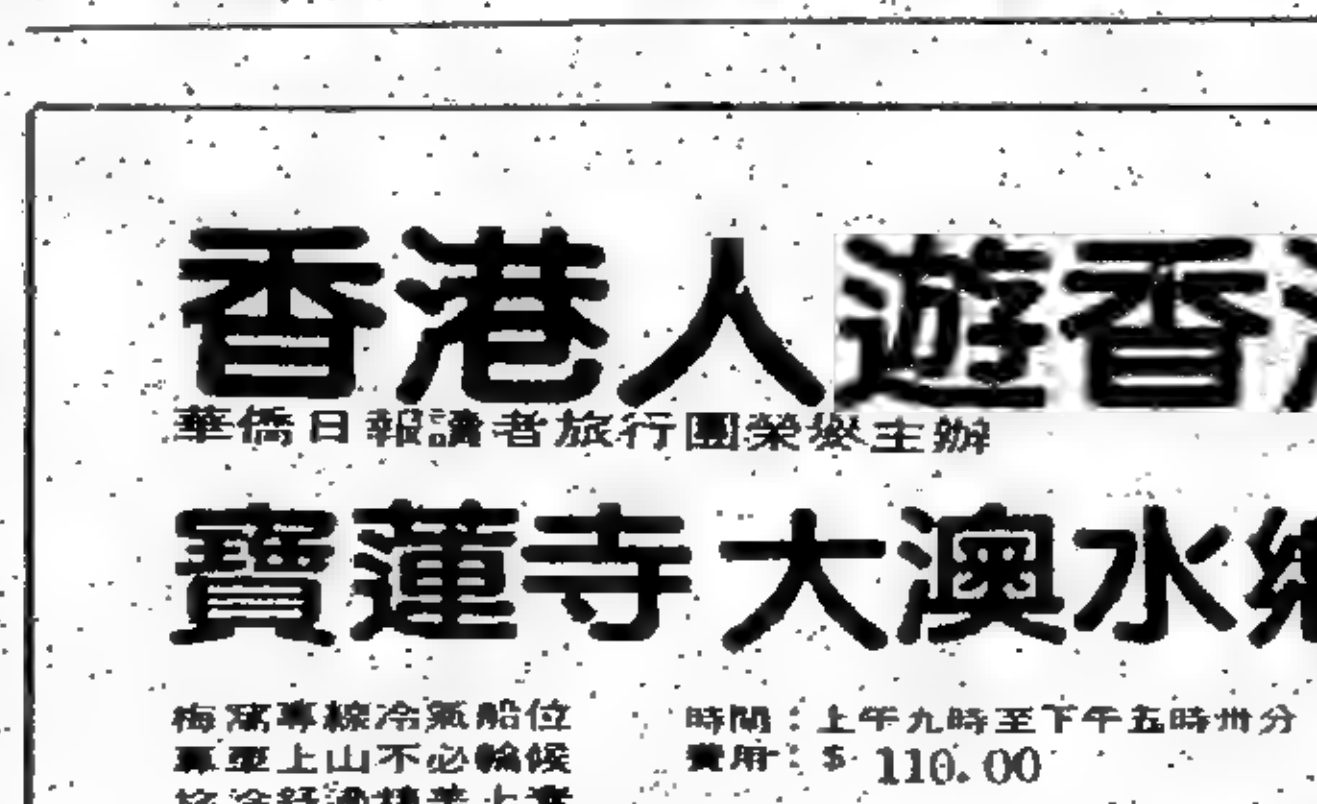 香港人遊香
華僑日報讀者旅行團榮譽主辦
寶蓮寺 大澳水鄉
梅窩專線冷氣船位
時間：上午九時至下午五時卅分
專車上山不必輪候
費用：$ 110.00